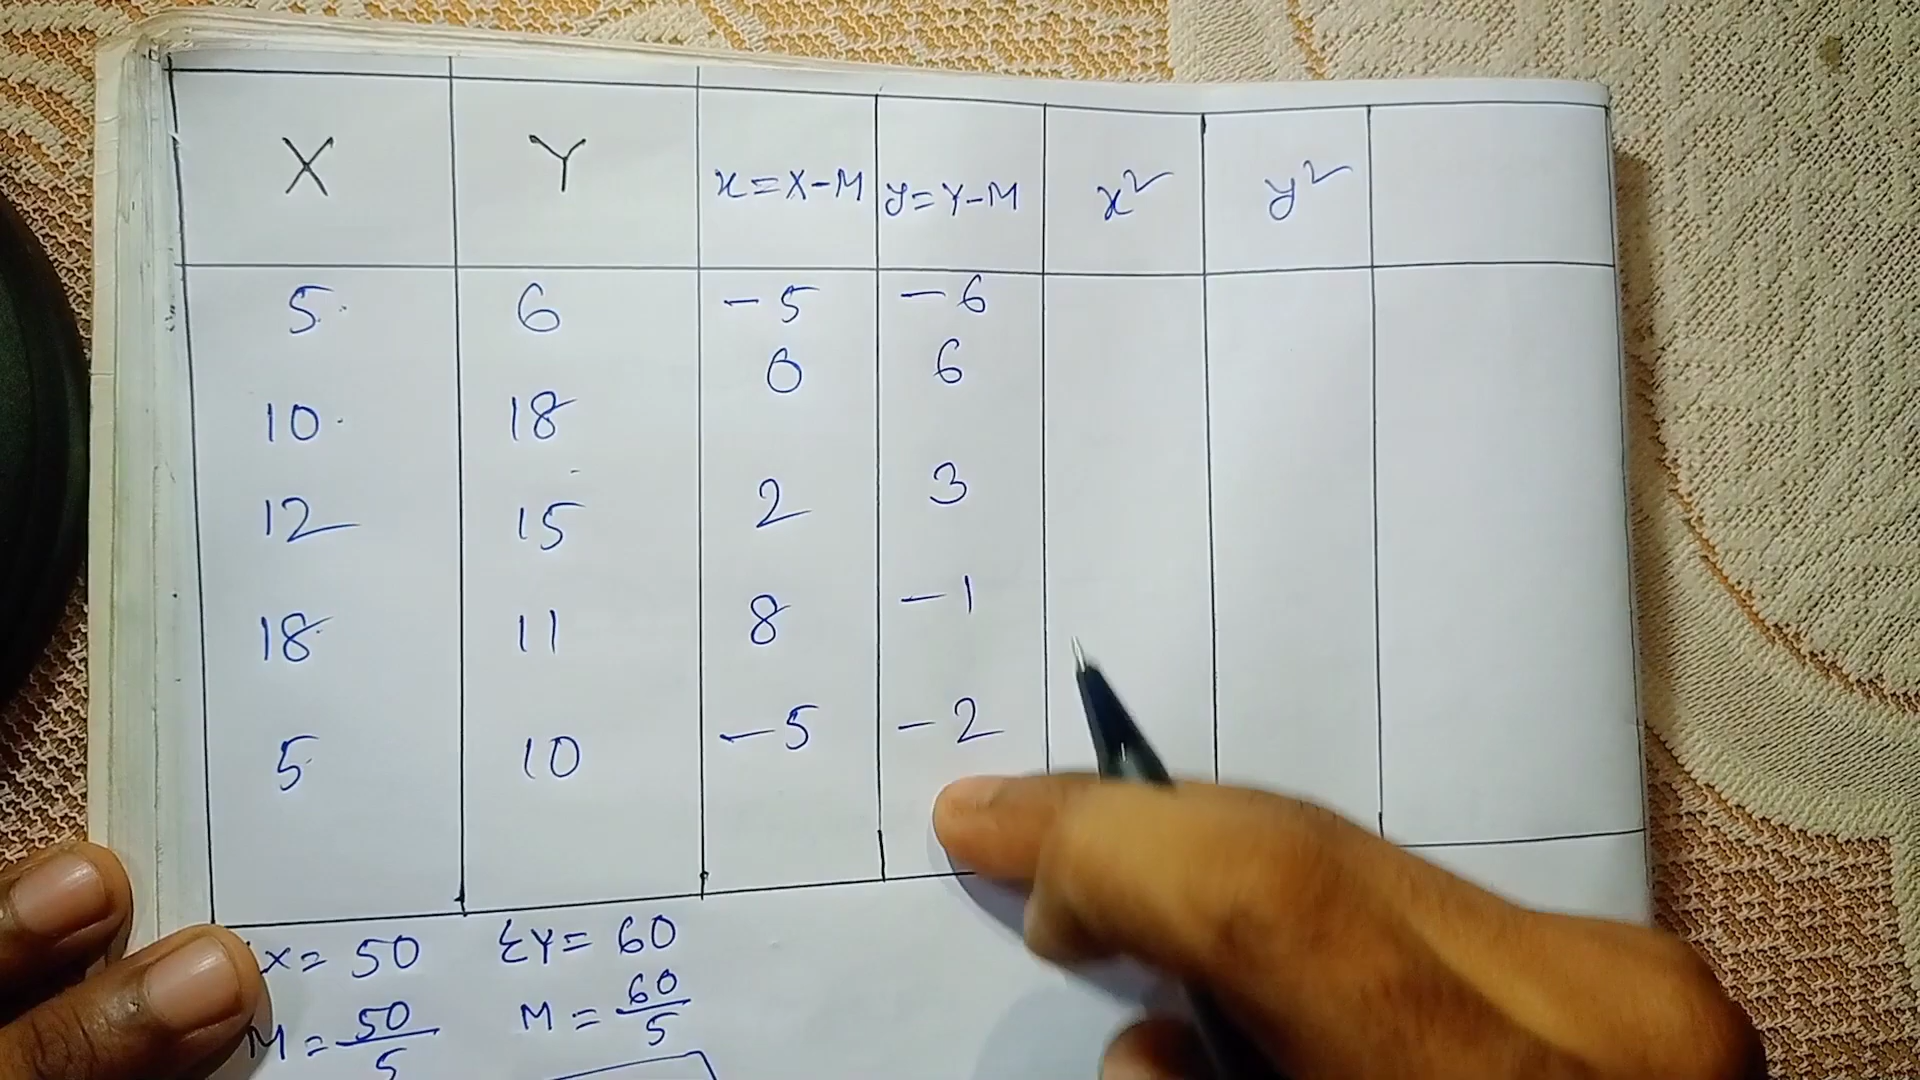 X Y x=X-M y=Y-M x² y²
5 6 -5 -6
10 18 0 6
12 15 2 3
18 11 8 -1
5 10 -5 -2
X= 50 ΣY= 60
M= 50/5 M= 60/5